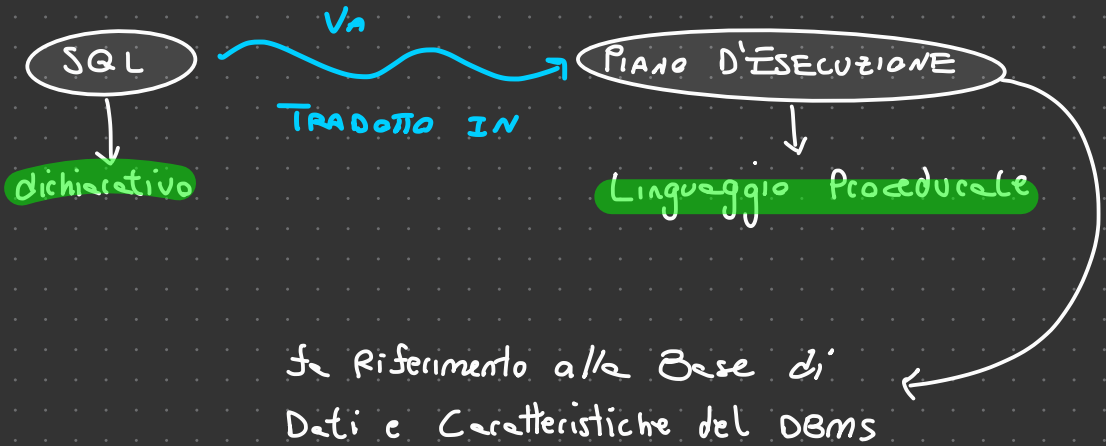 SQL
VA
TRADOTTO IN
PIANO D'ESECUZIONE
dichiarativo
Linguaggio Procedurale
fa Riferimento alla Base di
Dati e Caratteristiche del DBMS